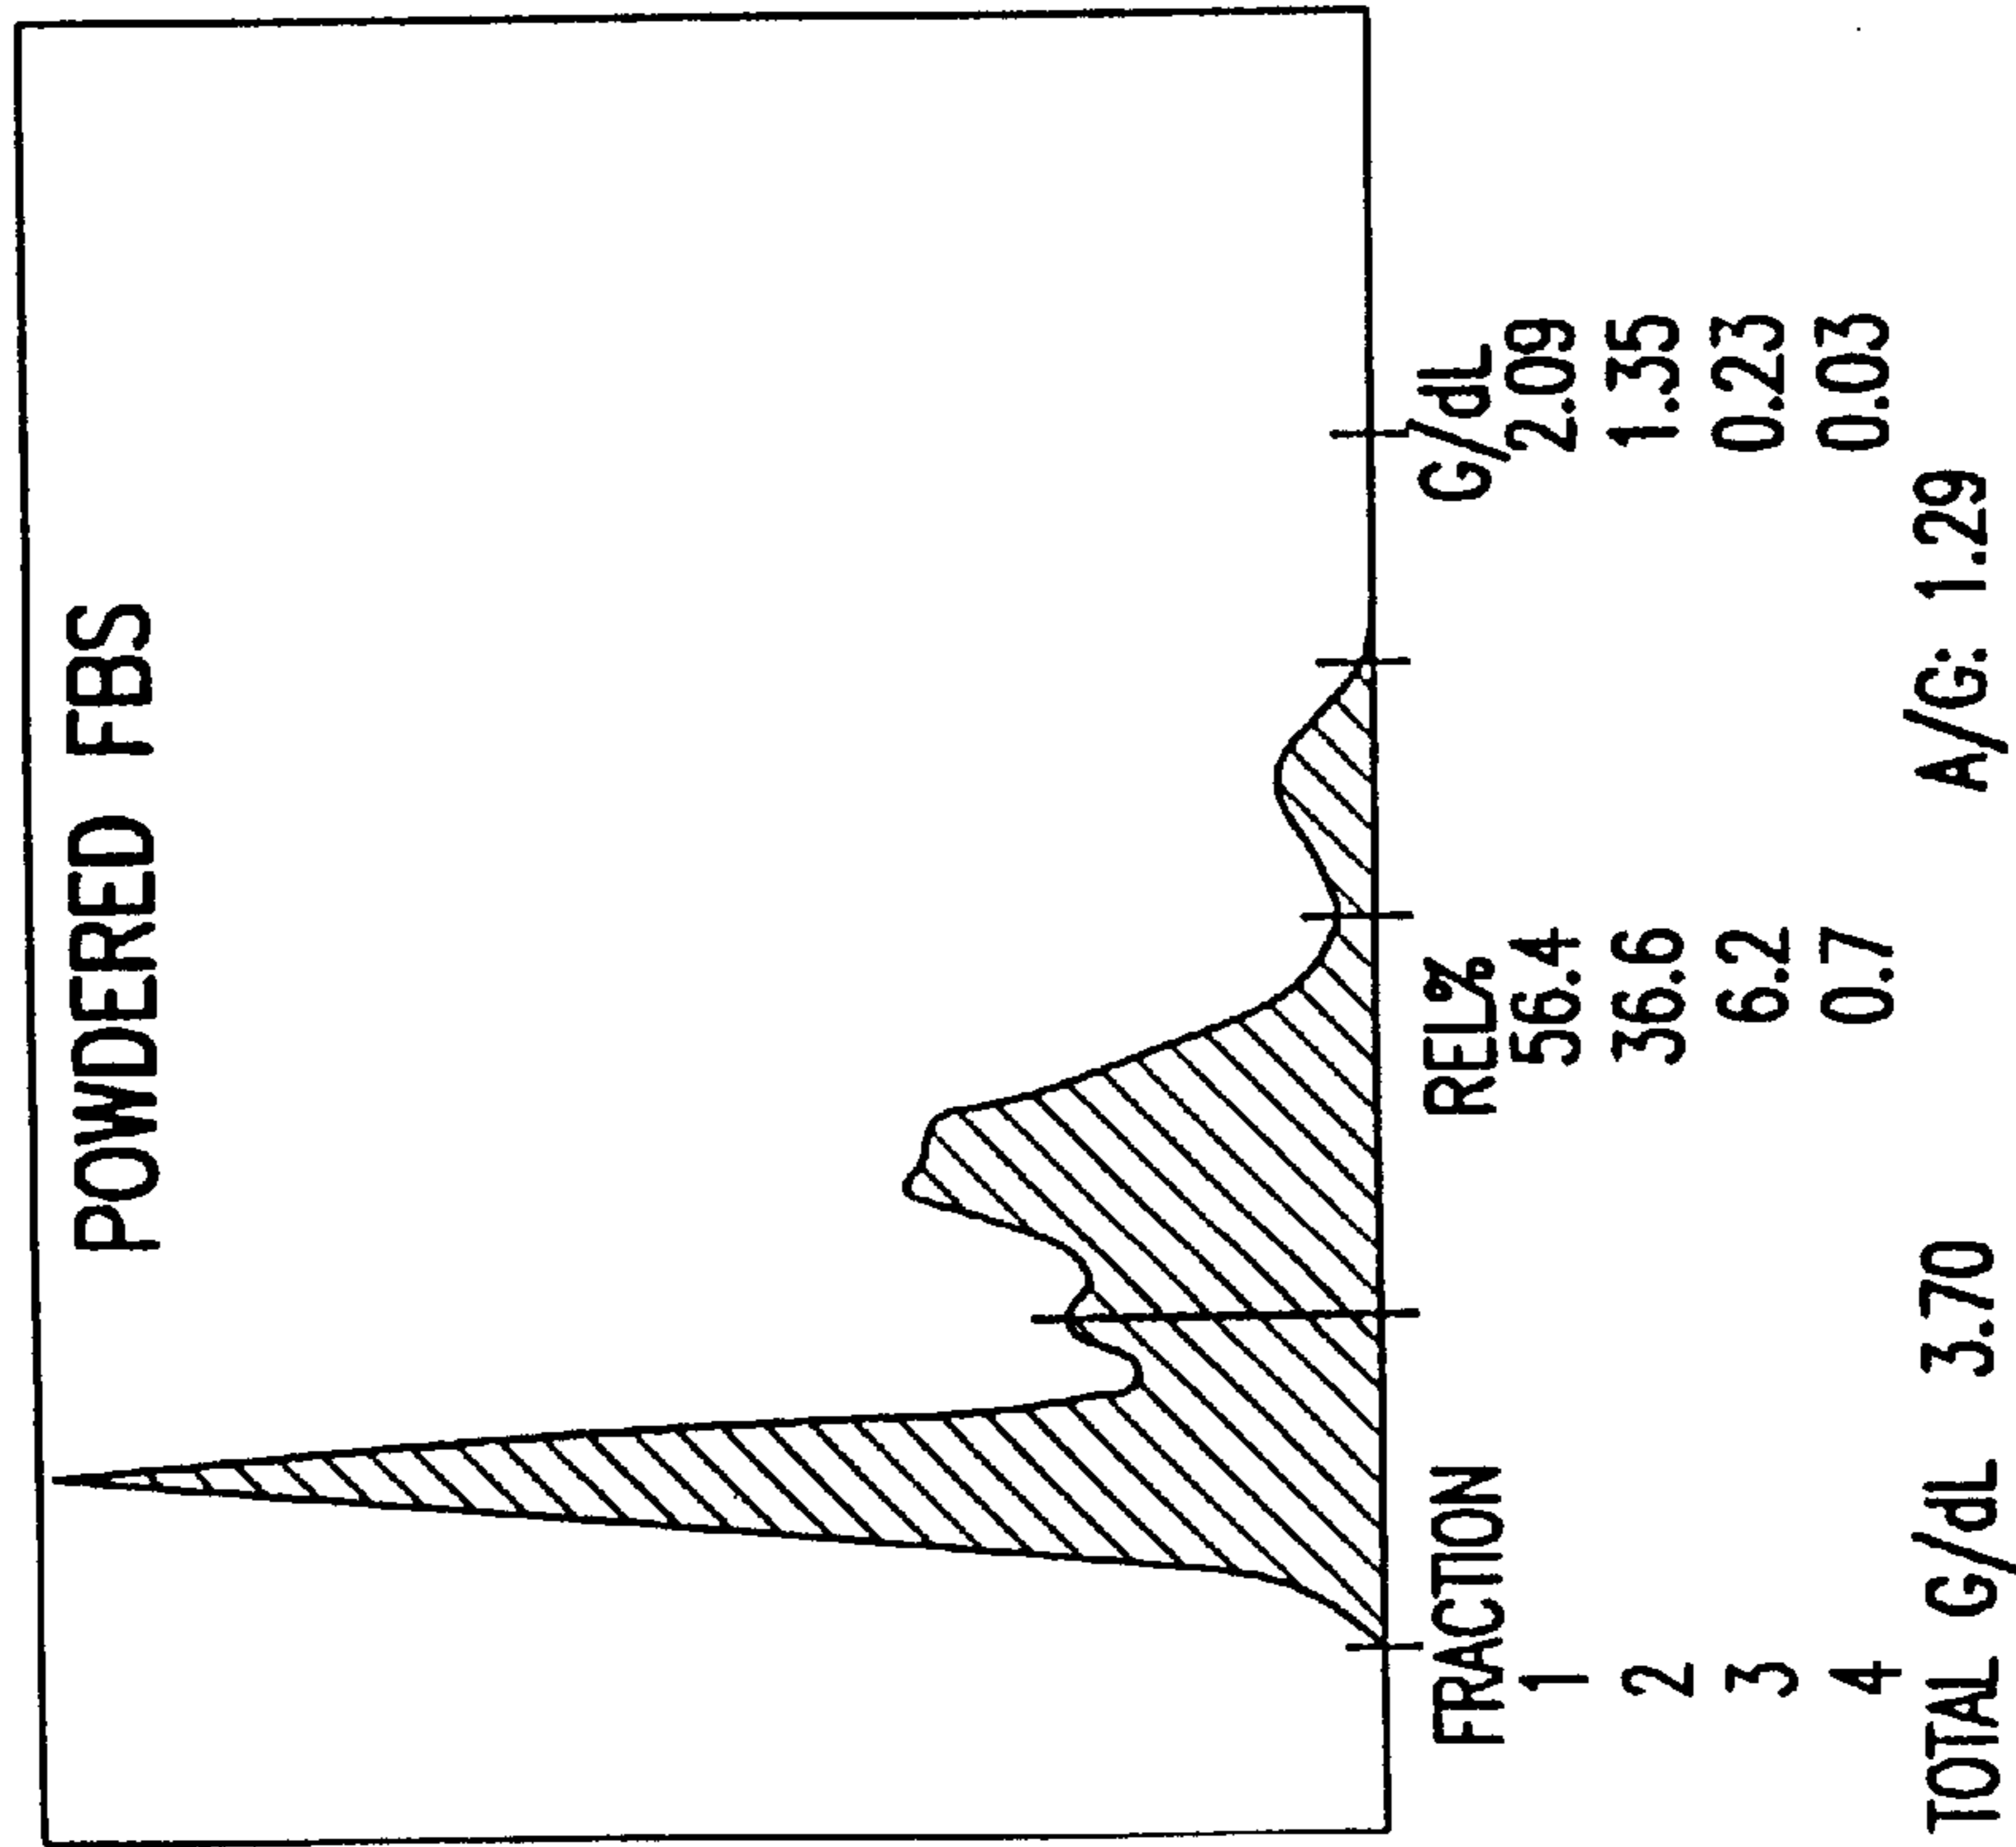 POWDERED FBS
FRACTION REL% G/dL
1 56.4 2.09
2 36.6 1.35
3 6.2 0.23
4 0.7 0.03
TOTAL G/dL 3.70 A/G: 1.29